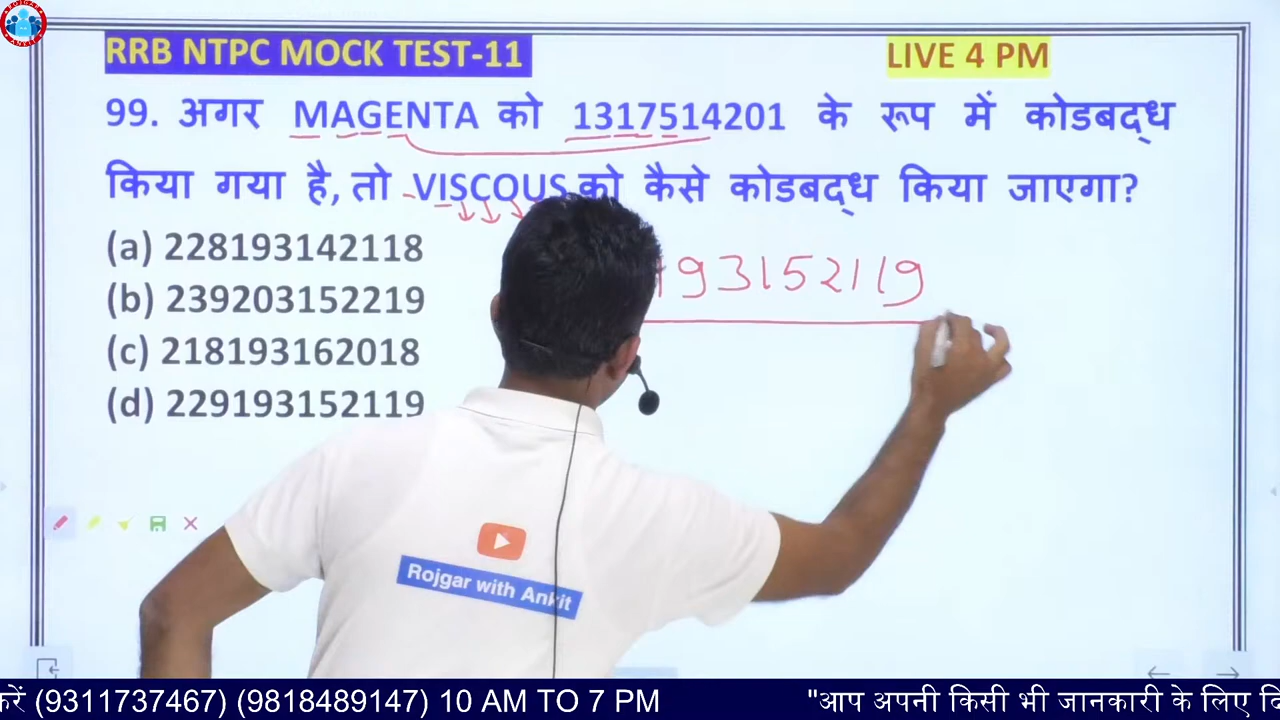 RRB NTPC MOCK TEST-11
LIVE 4 PM
99. अगर MAGENTA को 1317514201 के रूप में कोडबद्ध
किया गया है, तो VISCOUS को कैसे कोडबद्ध किया जाएगा?
(a) 228193142118
(b) 239203152219
(c) 218193162018
(d) 229193152119
193152119
Rojgar with Ankit
करें (9311737467) (9818489147) 10 AM TO 7 PM
"आप अपनी किसी भी जानकारी के लिए